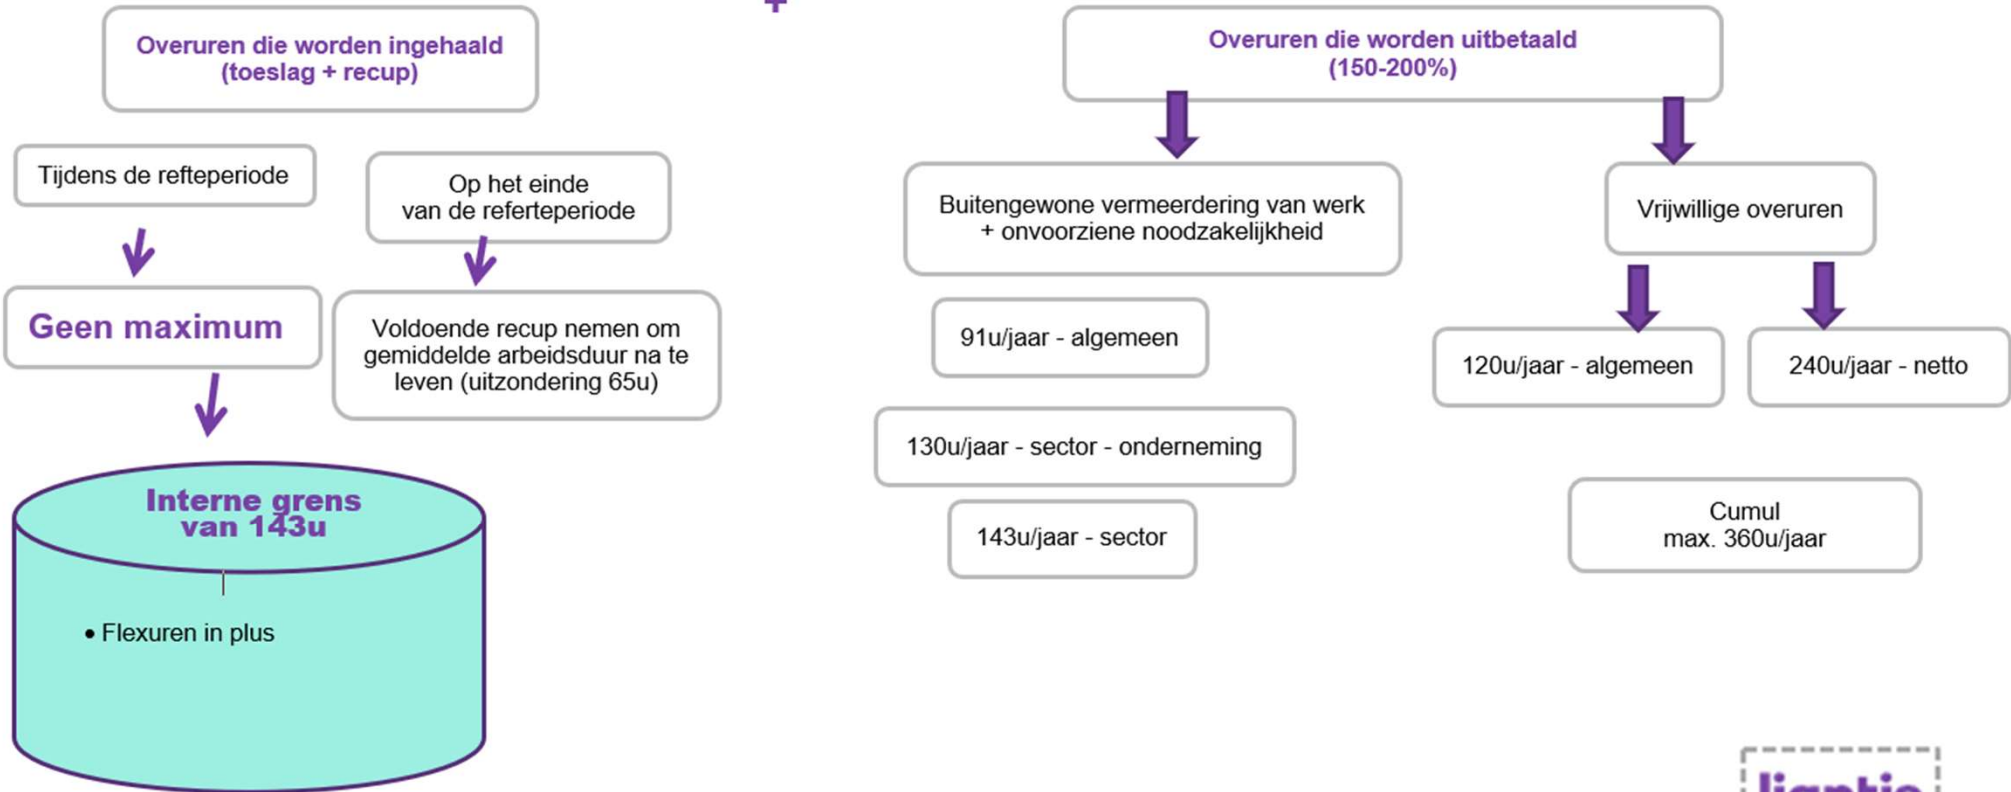 +
Overuren die worden ingehaald
(toeslag + recup)
Tijdens de refteperiode
Op het einde
van de referteperiode
Geen maximum
Voldoende recup nemen om
gemiddelde arbeidsduur na te
leven (uitzondering 65u)
Interne grens
van 143u
• Flexuren in plus
Overuren die worden uitbetaald
(150-200%)
Buitengewone vermeerdering van werk
+ onvoorziene noodzakelijkheid
91u/jaar - algemeen
130u/jaar - sector - onderneming
143u/jaar - sector
Vrijwillige overuren
120u/jaar - algemeen
240u/jaar - netto
Cumul
max. 360u/jaar